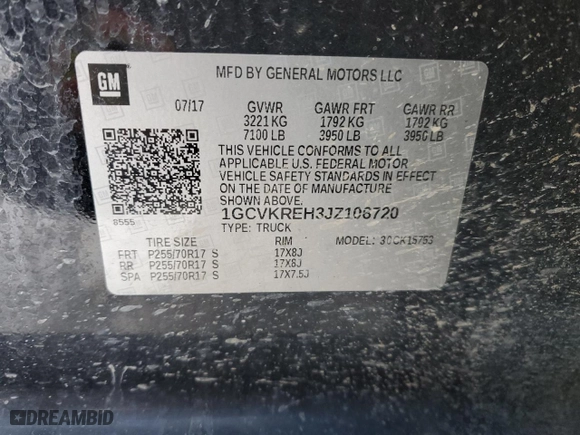 GM
MFD BY GENERAL MOTORS LLC
07/17 GVWR GAWR FRT GAWR RR
3221 KG 1792 KG 1792 KG
7100 LB 3950 LB 3950 LB
THIS VEHICLE CONFORMS TO ALL
APPLICABLE U.S. FEDERAL MOTOR
VEHICLE SAFETY STANDARDS IN EFFECT
ON THE DATE OF MANUFACTURE
SHOWN ABOVE.
8555 1GCVKREH3JZ106720
TYPE: TRUCK
TIRE SIZE RIM MODEL:
FRT P255/70R17 S 17X8J
RR P255/70R17 S 17X8J
SPA P255/70R17 S 17X7.5J
DREAMBID